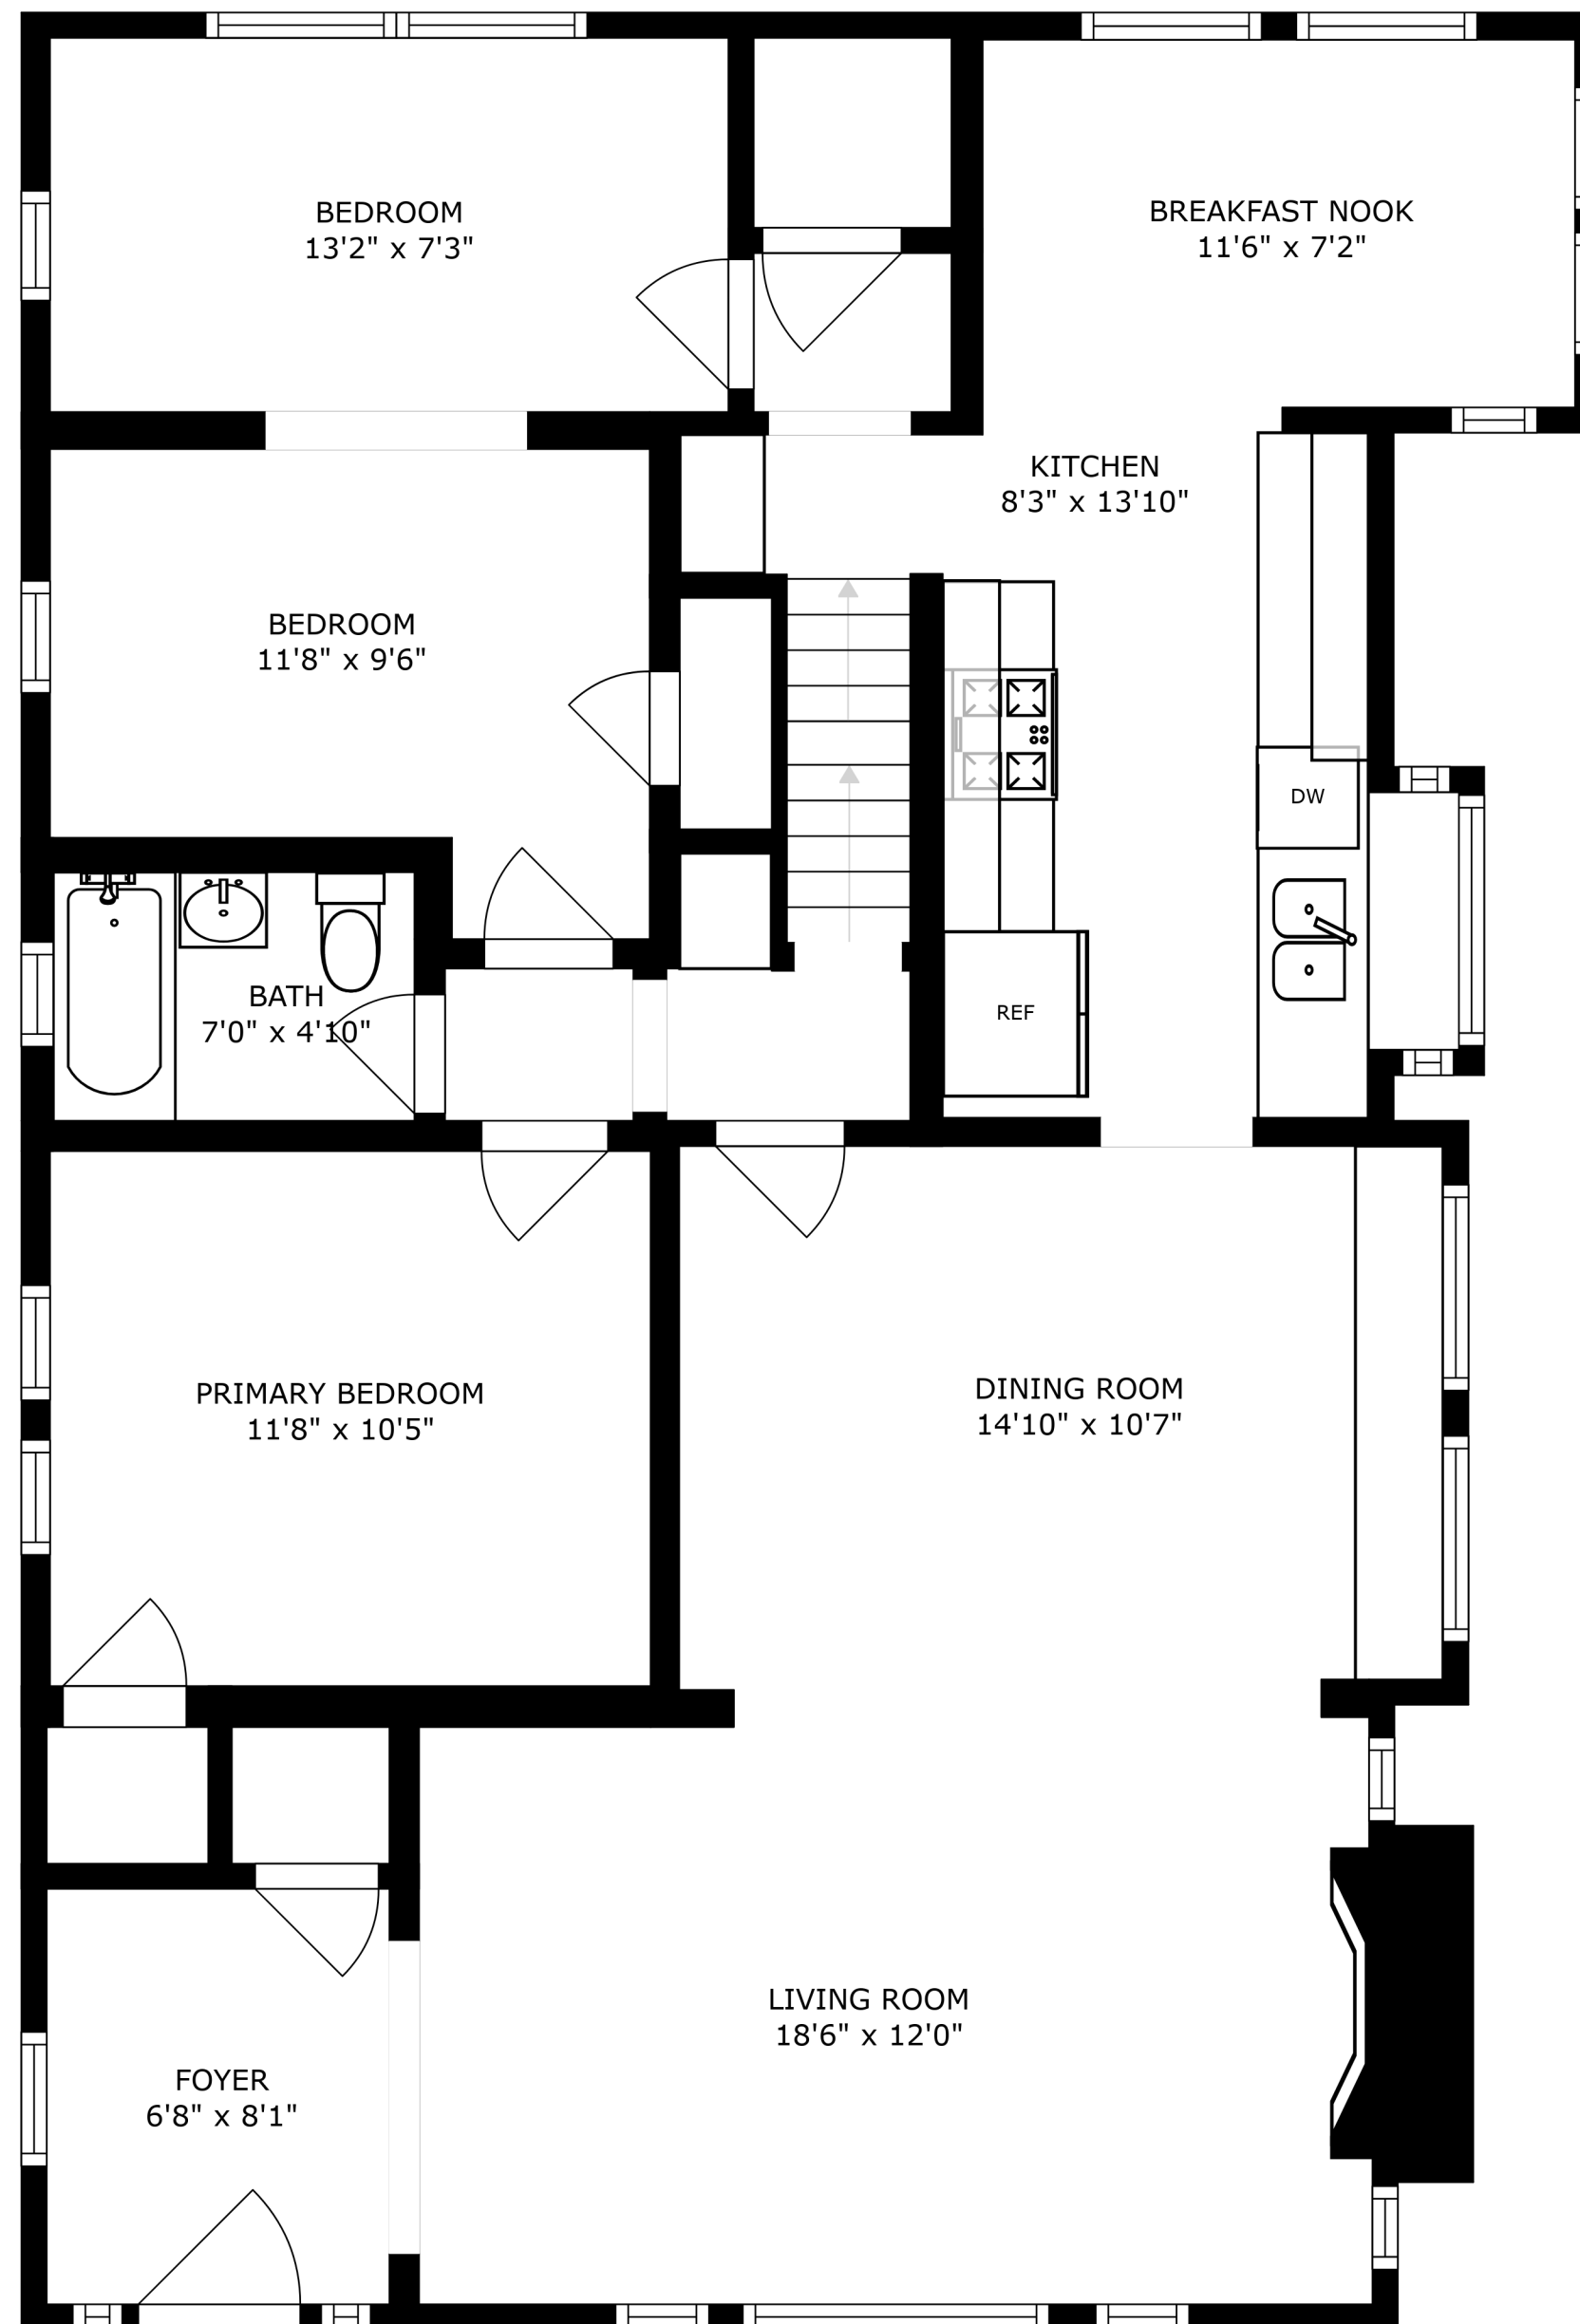 BEDROOM
13'2" x 7'3"
BREAKFAST NOOK
11'6" x 7'2"
KITCHEN
8'3" x 13'10"
BEDROOM
11'8" x 9'6"
DW
BATH
7'0" x 4'10"
REF
PRIMARY BEDROOM
11'8" x 10'5"
DINING ROOM
14'10" x 10'7"
LIVING ROOM
18'6" x 12'0"
FOYER
6'8" x 8'1"